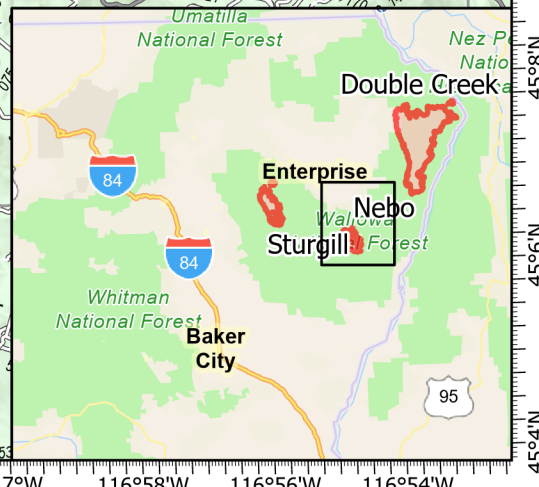 Umatilla
National Forest
Nez P
Natio
Double Creek
84
Enterprise
Wallowa
Nebo
Sturgill
Forest
84
Whitman
National Forest
Baker
City
95
45°8'N
45°6'N
45°4'N
7°W
116°58'W
116°56'W
116°54'W